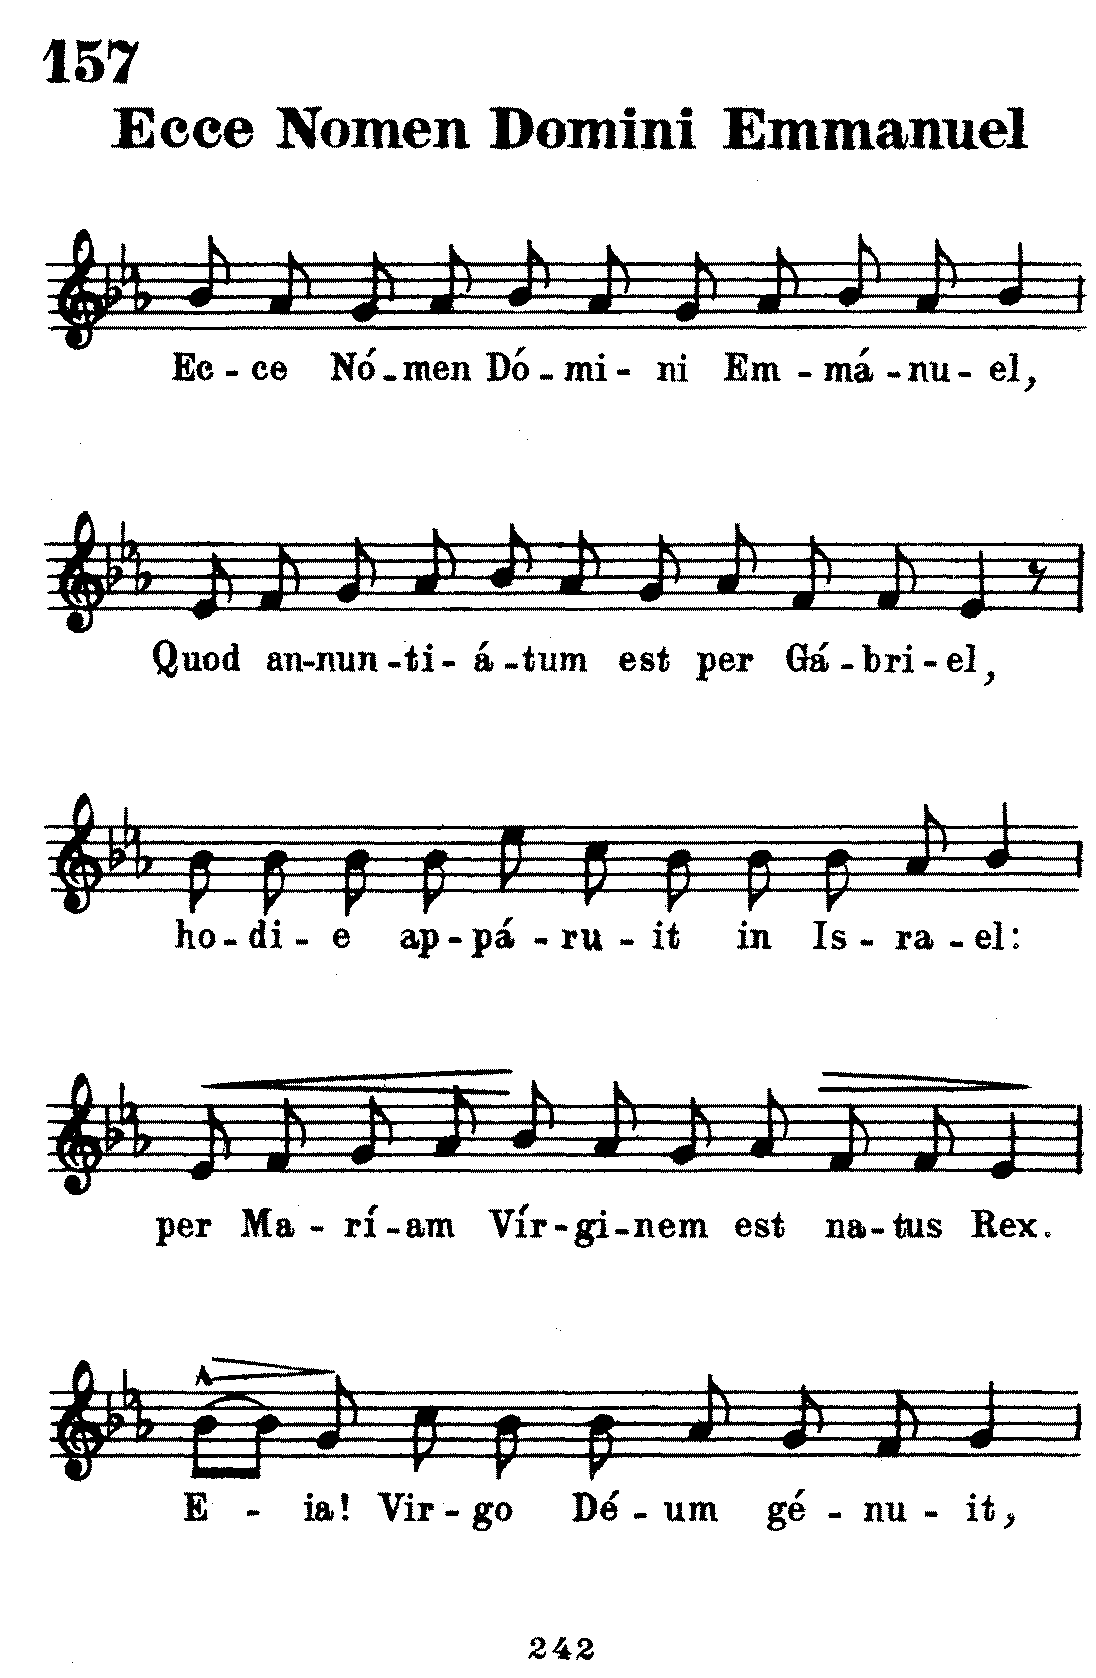 157
Ecce Nomen Domini Emmanuel
Ec - ce Nó - men Dó - mi - ni Em - má - nu - el,
Quod an - nun - ti - á - tum est per Gá - bri - el,
ho - di - e ap - pá - ru - it in Is - ra - el:
per Ma - rí - am Vír - gi - nem est na - tus Rex.
E - ia! Vir - go Dé - um gé - nu - it,
242